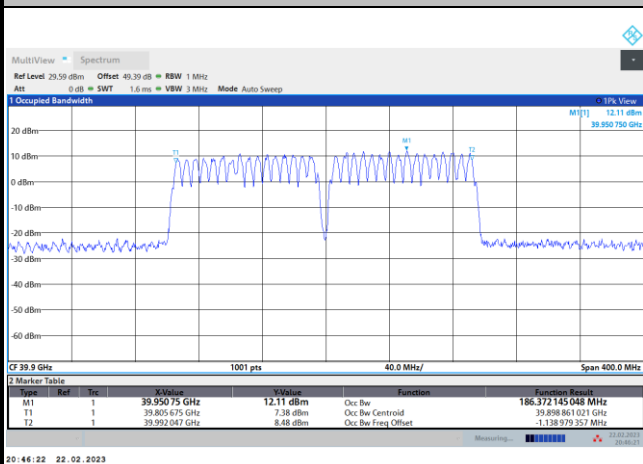 MultiView Spectrum
Ref Level 29.59 dBm Offset 49.39 dB RBW 1 MHz
Att 0 dB SWT 1.6 ms VBW 3 MHz Mode Auto Sweep
1 Occupied Bandwidth 1Pk View
M1[1] 12.11 dBm
39.950 750 GHz
20 dBm
M1
T1 T2
10 dBm
0 dBm
-10 dBm
-20 dBm
-30 dBm
-40 dBm
-50 dBm
-60 dBm
CF 39.9 GHz 1001 pts 40.0 MHz/ Span 400.0 MHz
2 Marker Table
Type Ref Trc X-Value Y-Value Function Function Result
M1 1 39.950 75 GHz 12.11 dBm Occ Bw 186.372 145 048 MHz
T1 1 39.805 675 GHz 7.38 dBm Occ Bw Centroid 39.898 861 021 GHz
T2 1 39.992 047 GHz 8.48 dBm Occ Bw Freq Offset -1.138 979 357 MHz
Measuring... 22.02.2023
20:46:21
20:46:22 22.02.2023